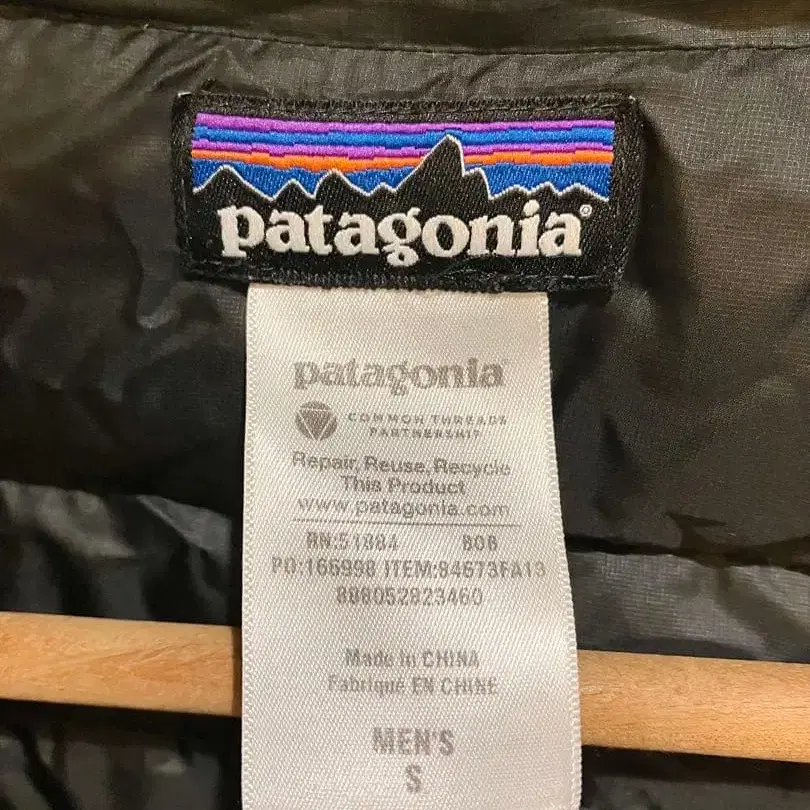 patagonia®
patagonia®
COMMON THREADS
PARTNERSHIP
Repair, Reuse, Recycle
This Product
www.patagonia.com
RN:51884 BOB
PO:166998 ITEM:84673FA13
888052823460
Made in CHINA
Fabriqué EN CHINE
MEN'S
S